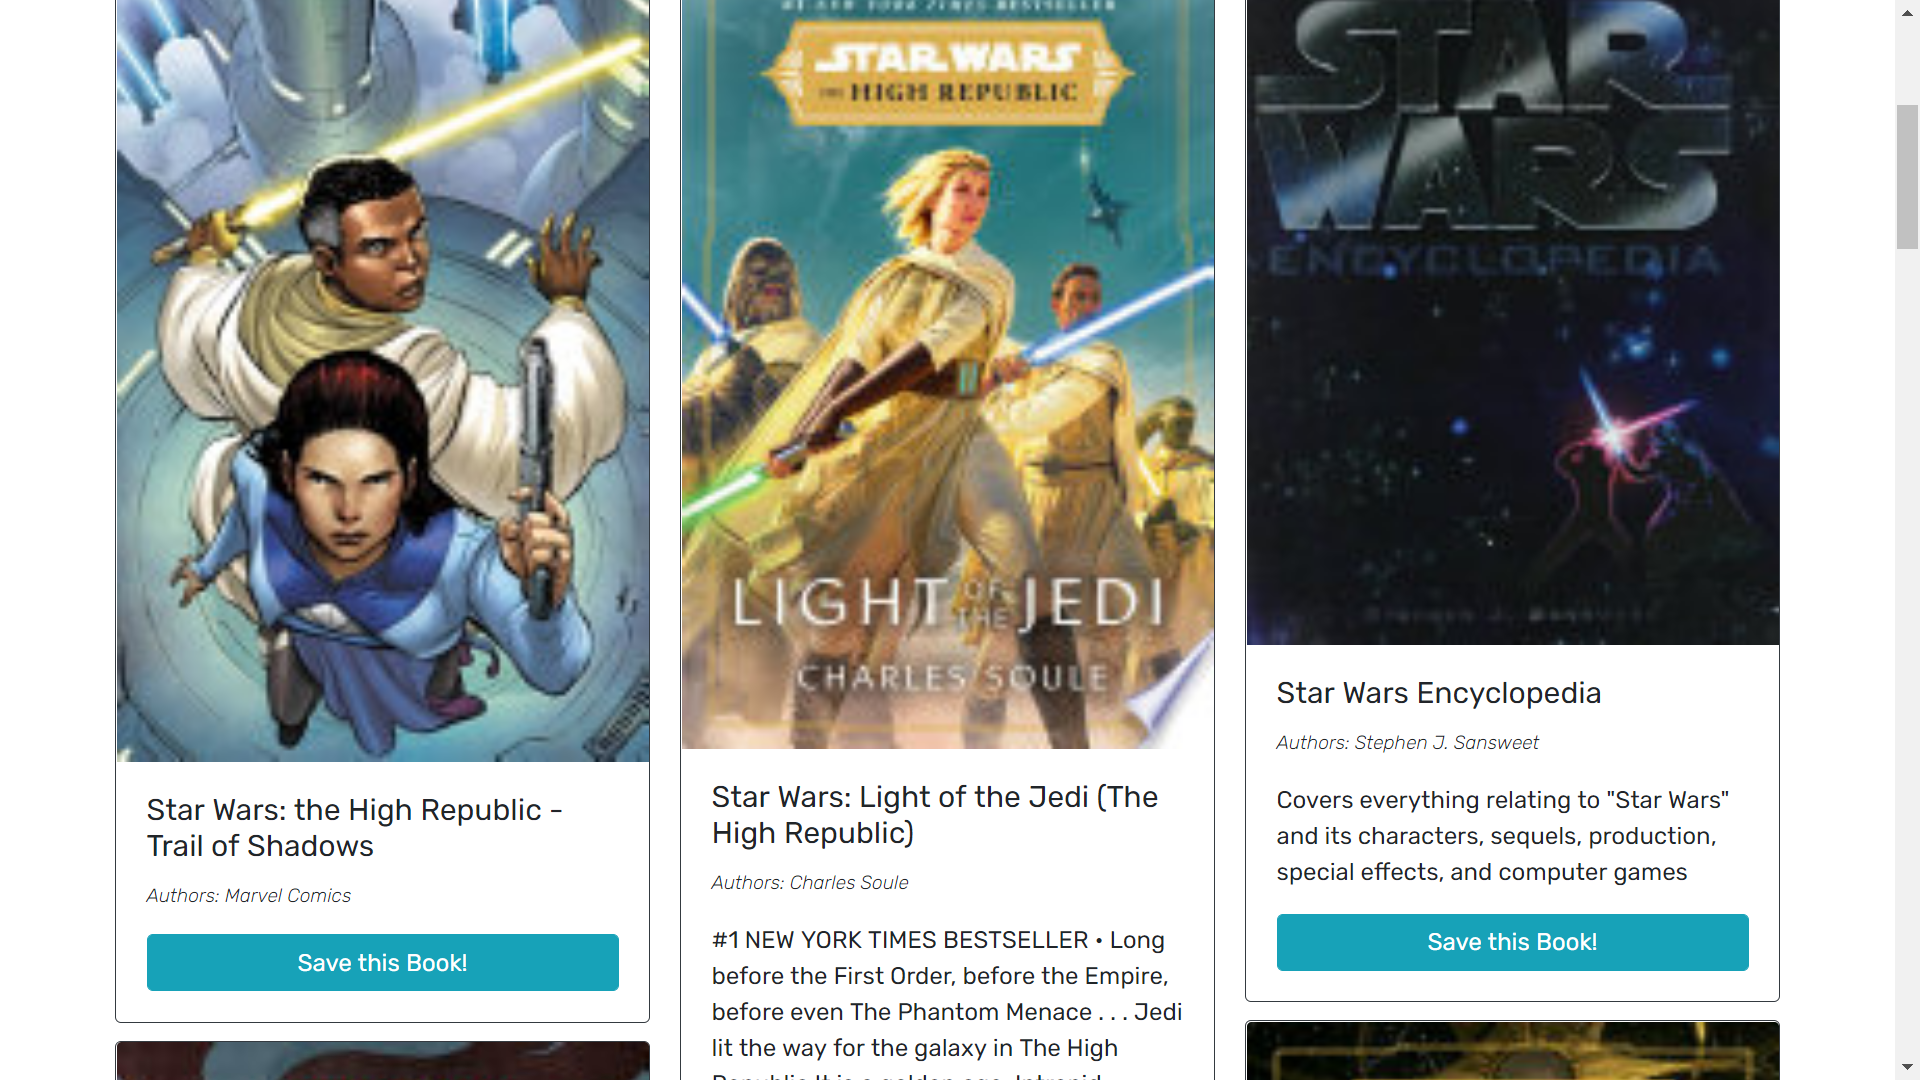 Star Wars: the High Republic -
Trail of Shadows
Authors: Marvel Comics
Save this Book!
#1 NEW YORK TIMES BESTSELLER
STAR WARS
THE HIGH REPUBLIC
LIGHT OF THE JEDI
CHARLES SOULE
Star Wars: Light of the Jedi (The
High Republic)
Authors: Charles Soule
#1 NEW YORK TIMES BESTSELLER • Long
before the First Order, before the Empire,
before even The Phantom Menace . . . Jedi
lit the way for the galaxy in The High
STAR
WARS
ENCYCLOPEDIA
Stephen J. Sansweet
Star Wars Encyclopedia
Authors: Stephen J. Sansweet
Covers everything relating to "Star Wars"
and its characters, sequels, production,
special effects, and computer games
Save this Book!